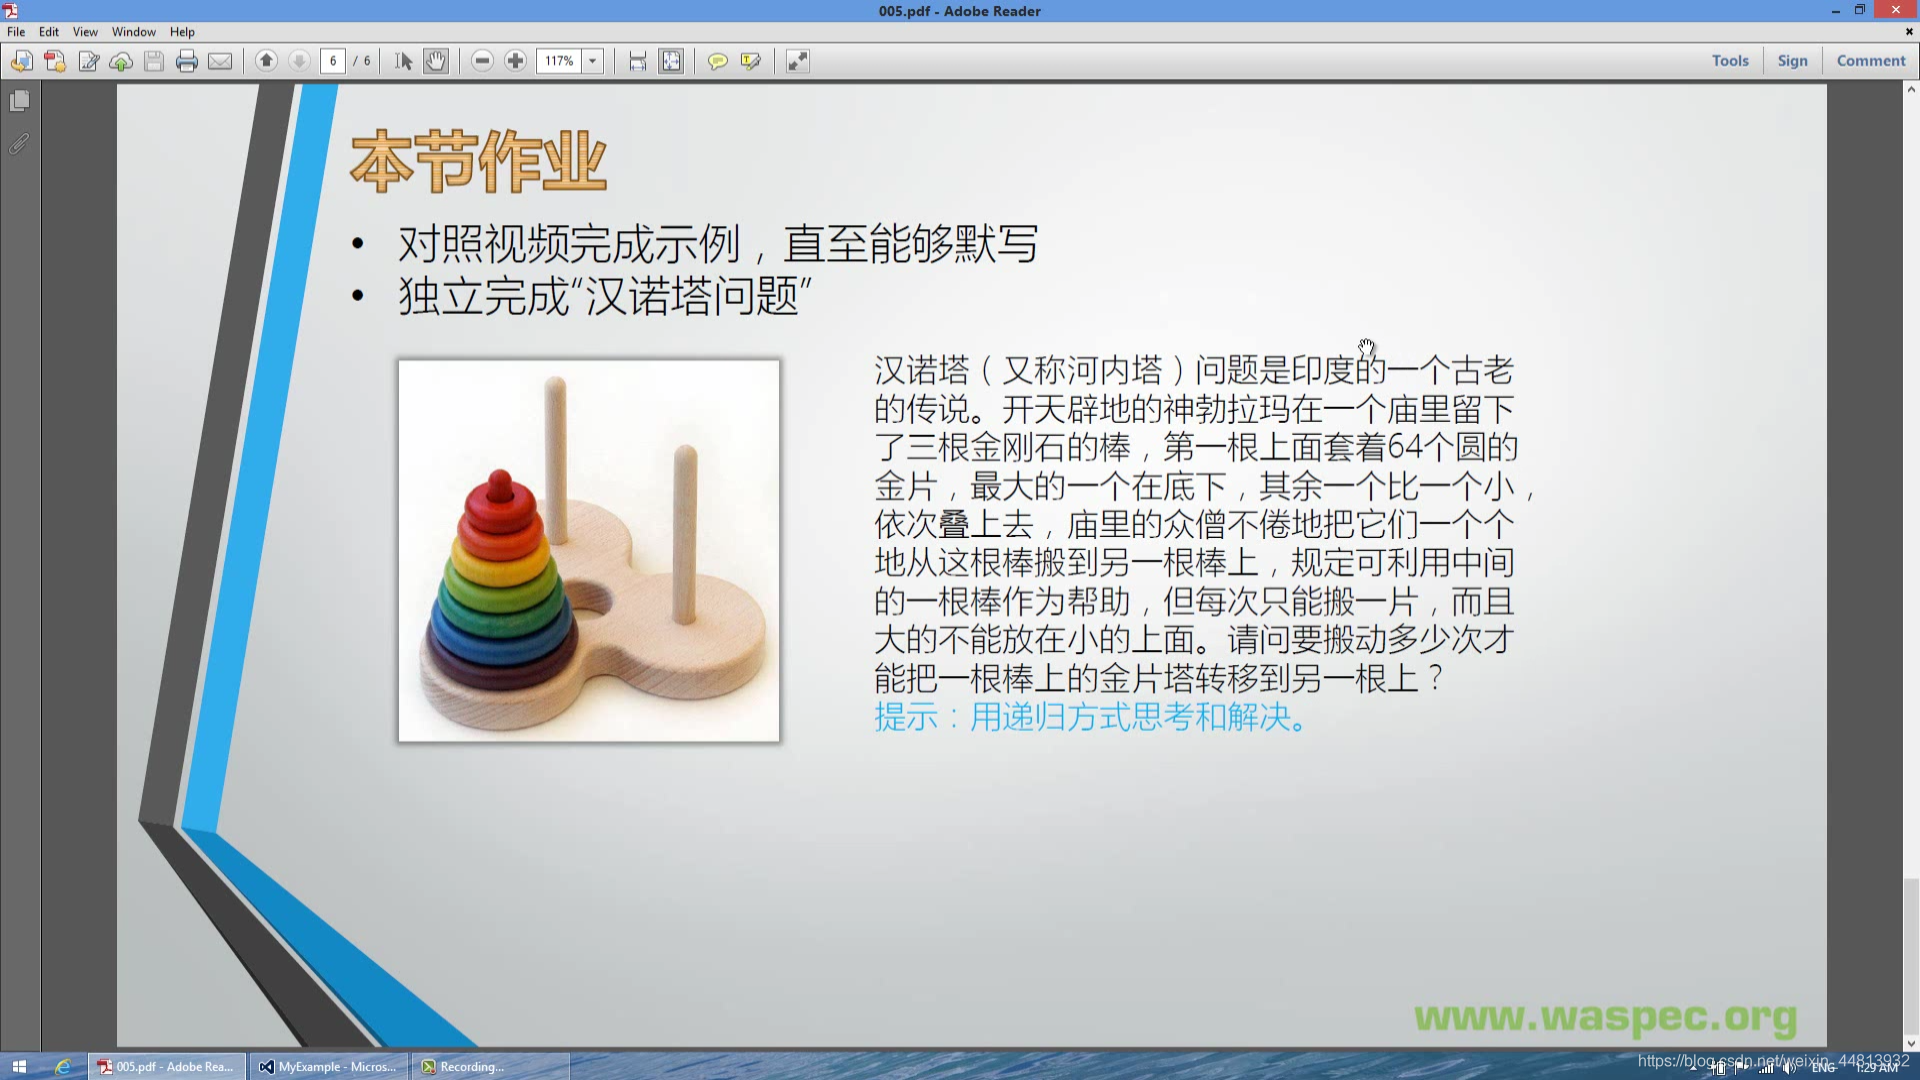 005.pdf - Adobe Reader
File Edit View Window Help
6 / 6 117% Tools Sign Comment
本节作业
• 对照视频完成示例，直至能够默写
• 独立完成“汉诺塔问题”
汉诺塔（又称河内塔）问题是印度的一个古老
的传说。开天辟地的神勃拉玛在一个庙里留下
了三根金刚石的棒，第一根上面套着64个圆的
金片，最大的一个在底下，其余一个比一个小，
依次叠上去，庙里的众僧不倦地把它们一个个
地从这根棒搬到另一根棒上，规定可利用中间
的一根棒作为帮助，但每次只能搬一片，而且
大的不能放在小的上面。请问要搬动多少次才
能把一根棒上的金片塔转移到另一根上？
提示：用递归方式思考和解决。
www.waspec.org
https://blog.csdn.net/weixin_44813932
005.pdf - Adobe Rea... MyExample - Micros... Recording... ENG 1:29 AM